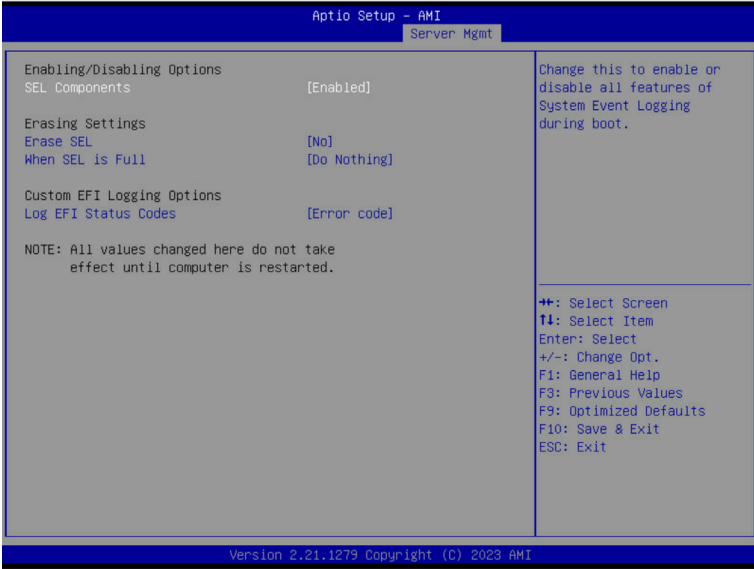 Aptio Setup – AMI
Server Mgmt
Enabling/Disabling Options
SEL Components [Enabled]
Erasing Settings
Erase SEL [No]
When SEL is Full [Do Nothing]
Custom EFI Logging Options
Log EFI Status Codes [Error code]
NOTE: All values changed here do not take
effect until computer is restarted.
Change this to enable or
disable all features of
System Event Logging
during boot.
→←: Select Screen
↑↓: Select Item
Enter: Select
+/-: Change Opt.
F1: General Help
F3: Previous Values
F9: Optimized Defaults
F10: Save & Exit
ESC: Exit
Version 2.21.1279 Copyright (C) 2023 AMI